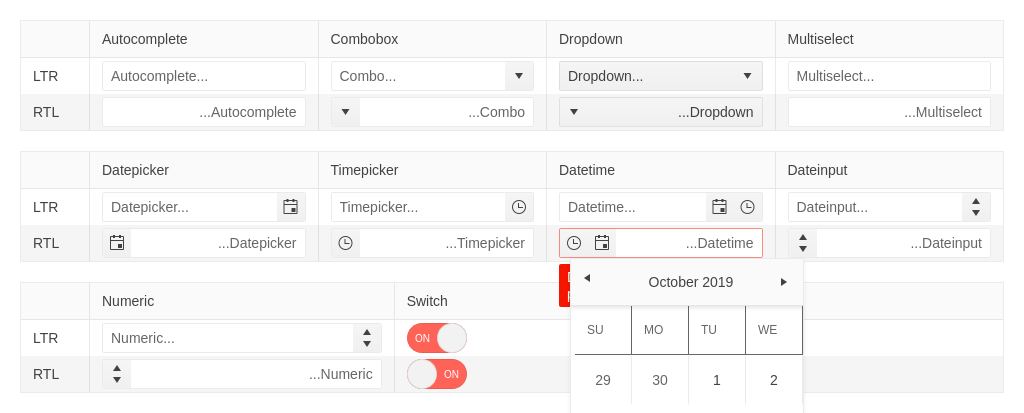 Autocomplete Combobox Dropdown Multiselect
LTR Autocomplete... Combo... Dropdown... Multiselect...
RTL ...Autocomplete ...Combo ...Dropdown ...Multiselect
Datepicker Timepicker Datetime Dateinput
LTR Datepicker... Timepicker... Datetime... Dateinput...
RTL ...Datepicker ...Timepicker ...Datetime ...Dateinput
October 2019
Numeric Switch
SU MO TU WE
LTR Numeric... ON
RTL ...Numeric ON
29 30 1 2